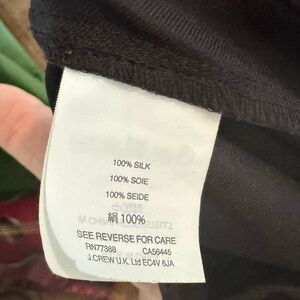 100% SILK
100% SOIE
100% SEIDE
絹 100%
SEE REVERSE FOR CARE
RN77388 CA56445
J.CREW U.K. Ltd EC4V 6JA